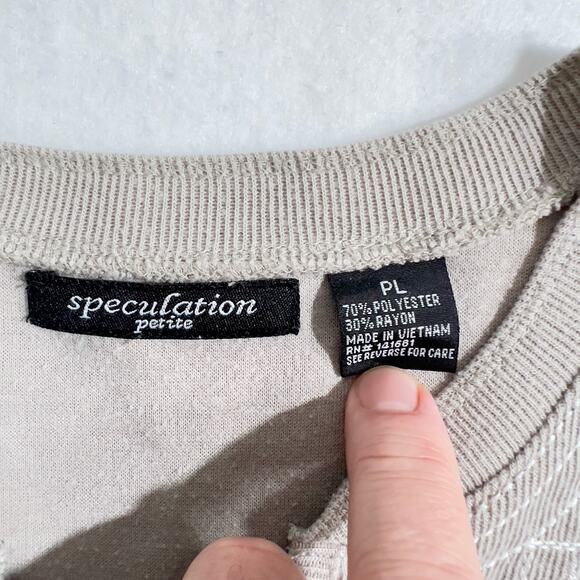 speculation
petite
PL
70% POLYESTER
30% RAYON
MADE IN VIETNAM
RN# 141681
SEE REVERSE FOR CARE